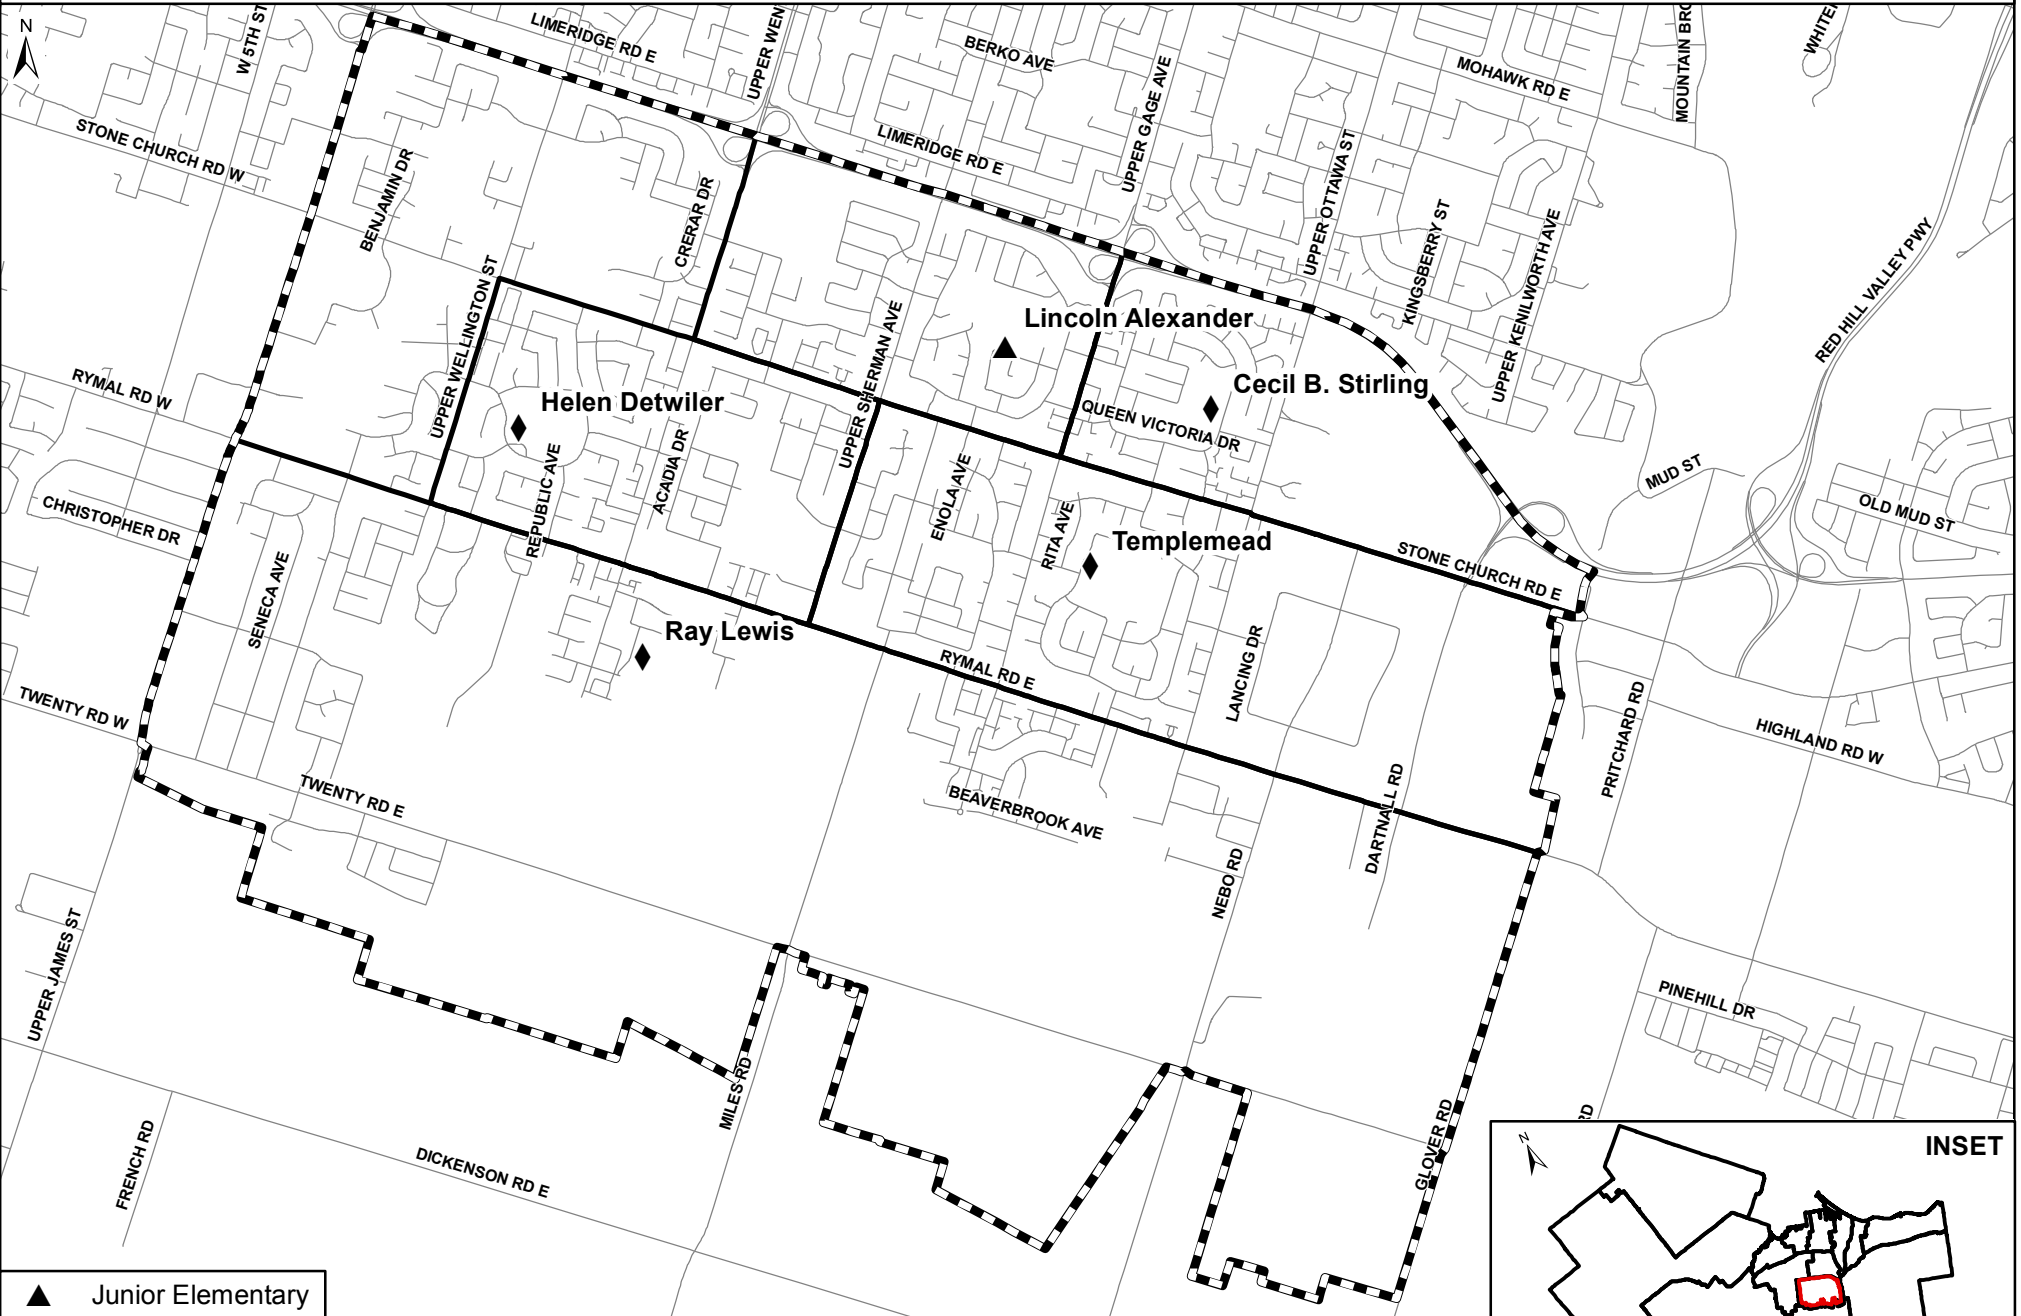 N
W 5TH ST
LIMERIDGE RD E
UPPER WEN
BERKO AVE
UPPER GAGE AVE
MOHAWK RD E
MOUNTAIN BRO
WHITE
STONE CHURCH RD W
BENJAMIN DR
CRERAR DR
LIMERIDGE RD E
UPPER OTTAWA ST
KINGSBERRY ST
UPPER KENILWORTH AVE
RED HILL VALLEY PWY
UPPER WELLINGTON ST
UPPER SHERMAN AVE
Lincoln Alexander
Cecil B. Stirling
QUEEN VICTORIA DR
RYMAL RD W
Helen Detwiler
REPUBLIC AVE
ACADIA DR
ENOLA AVE
RITA AVE
MUD ST
OLD MUD ST
CHRISTOPHER DR
Templemead
STONE CHURCH RD E
SENECA AVE
Ray Lewis
RYMAL RD E
LANCING DR
PRITCHARD RD
HIGHLAND RD W
TWENTY RD W
TWENTY RD E
BEAVERBROOK AVE
DARTNALL RD
NEBO RD
UPPER JAMES ST
PINEHILL DR
MILES RD
FRENCH RD
DICKENSON RD E
GLOVER RD
RD
N
INSET
Junior Elementary